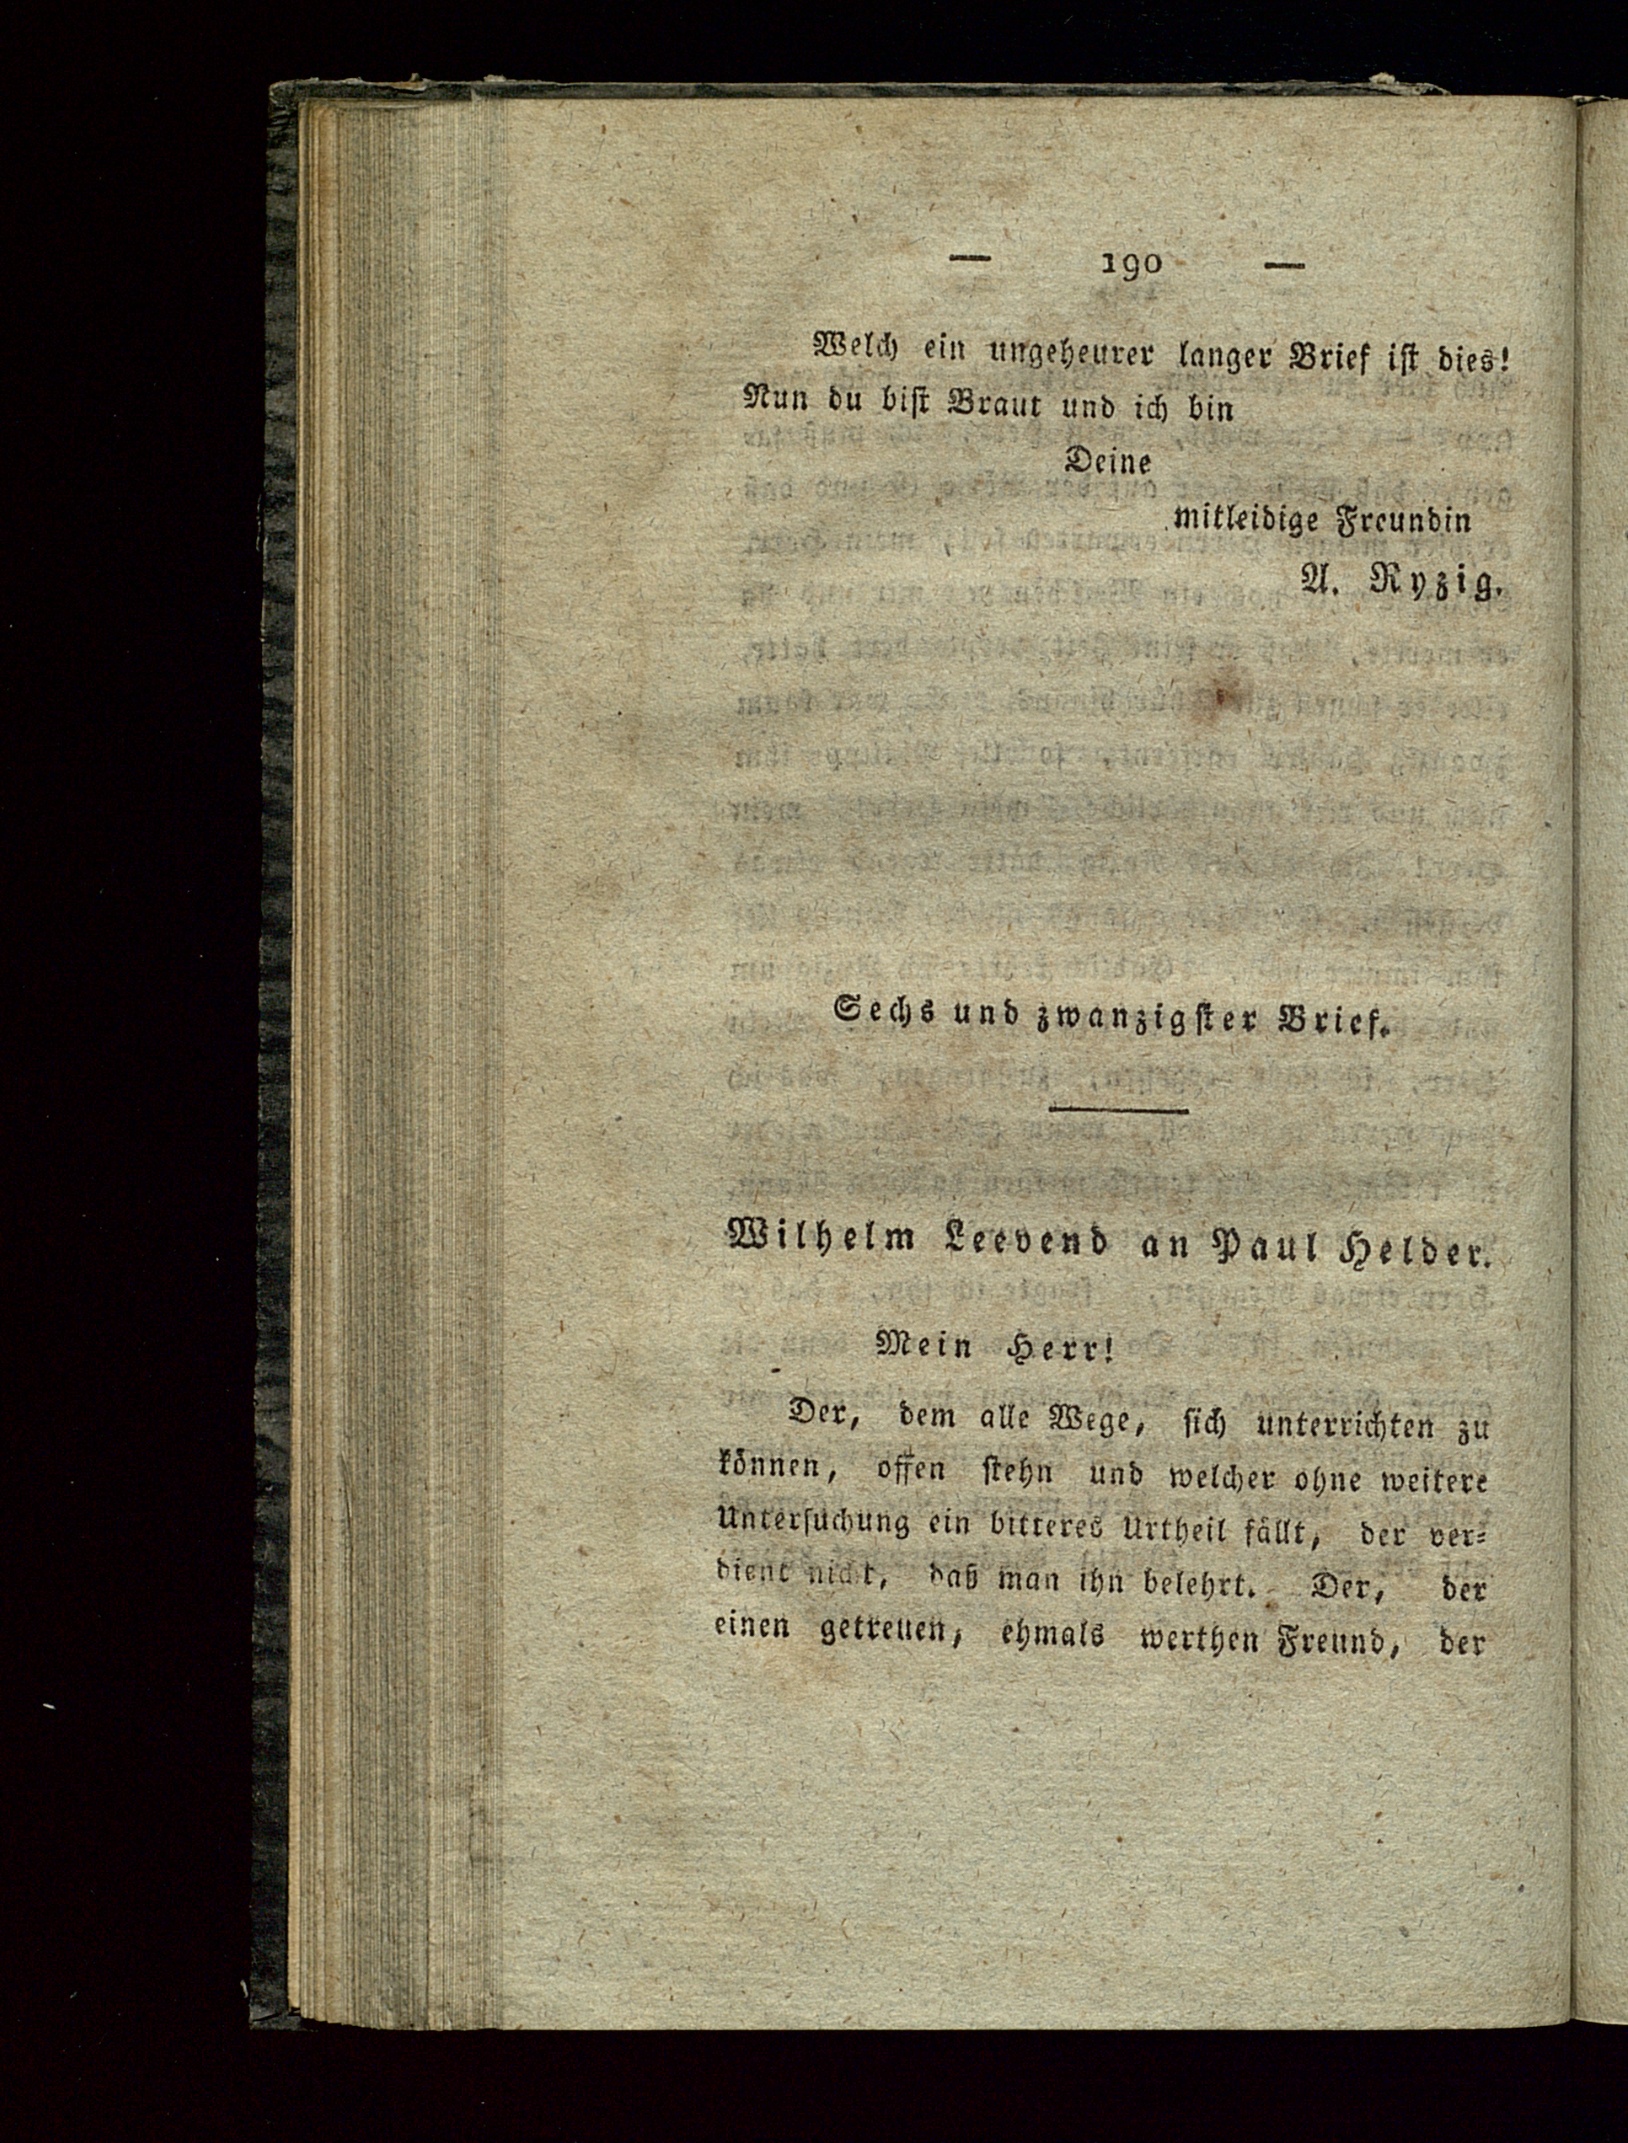 — 190 —
Welch ein ungeheurer langer Brief ist dies!
Nun du bist Braut und ich bin
Deine
mitleidige Freundin
A. Ryzig.
Sechs und zwanzigster Brief.
Wilhelm Leevend an Paul Helder.
Mein Herr!
Der, dem alle Wege, sich unterrichten zu
können, offen stehn und welcher ohne weitere
Untersuchung ein bitteres Urtheil fällt, der ver-
dient nicht, daß man ihn belehrt. Der, der
einen getreuen, ehmals werthen Freund, der